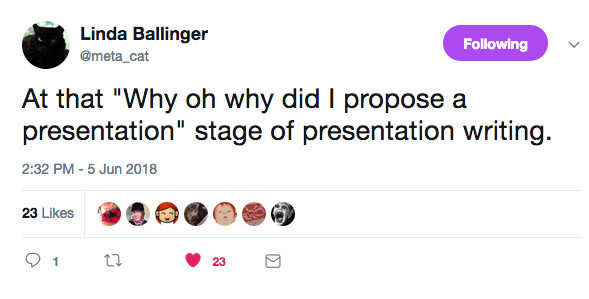 Linda Ballinger
@meta_cat
Following
At that "Why oh why did I propose a
presentation" stage of presentation writing.
2:32 PM - 5 Jun 2018
23 Likes
1
23